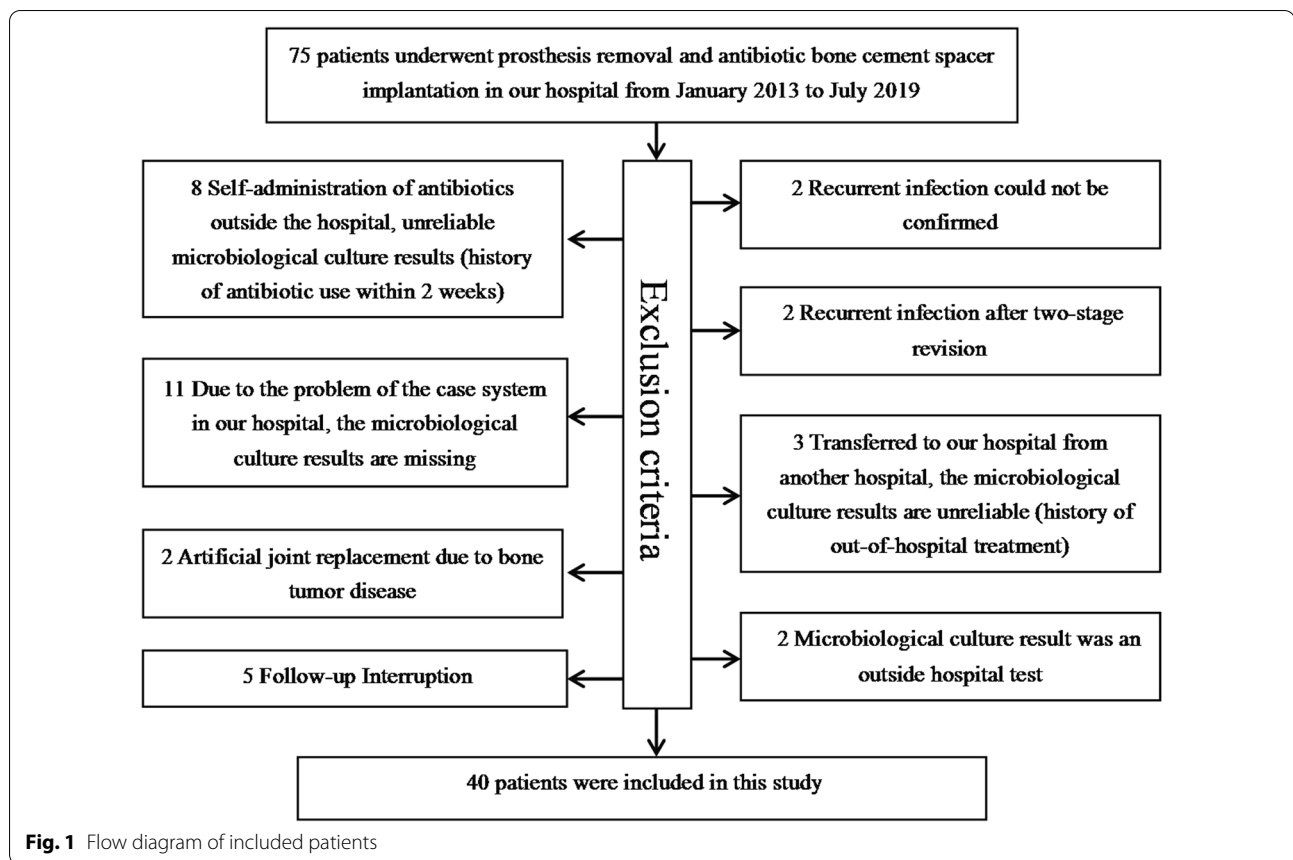 75 patients underwent prosthesis removal and antibiotic bone cement spacer
implantation in our hospital from January 2013 to July 2019
8 Self-administration of antibiotics
outside the hospital, unreliable
microbiological culture results (history
of antibiotic use within 2 weeks)
11 Due to the problem of the case system
in our hospital, the microbiological
culture results are missing
2 Artificial joint replacement due to bone
tumor disease
5 Follow-up Interruption
Exclusion criteria
2 Recurrent infection could not be
confirmed
2 Recurrent infection after two-stage
revision
3 Transferred to our hospital from
another hospital, the microbiological
culture results are unreliable (history of
out-of-hospital treatment)
2 Microbiological culture result was an
outside hospital test
40 patients were included in this study
Fig. 1 Flow diagram of included patients